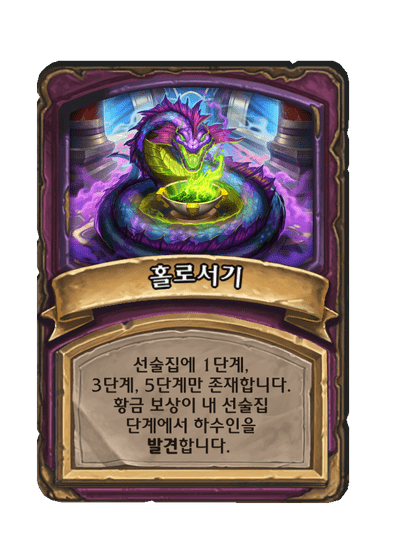 홀로서기
선술집에 1단계,
3단계, 5단계만 존재합니다.
황금 보상이 내 선술집
단계에서 하수인을
발견합니다.